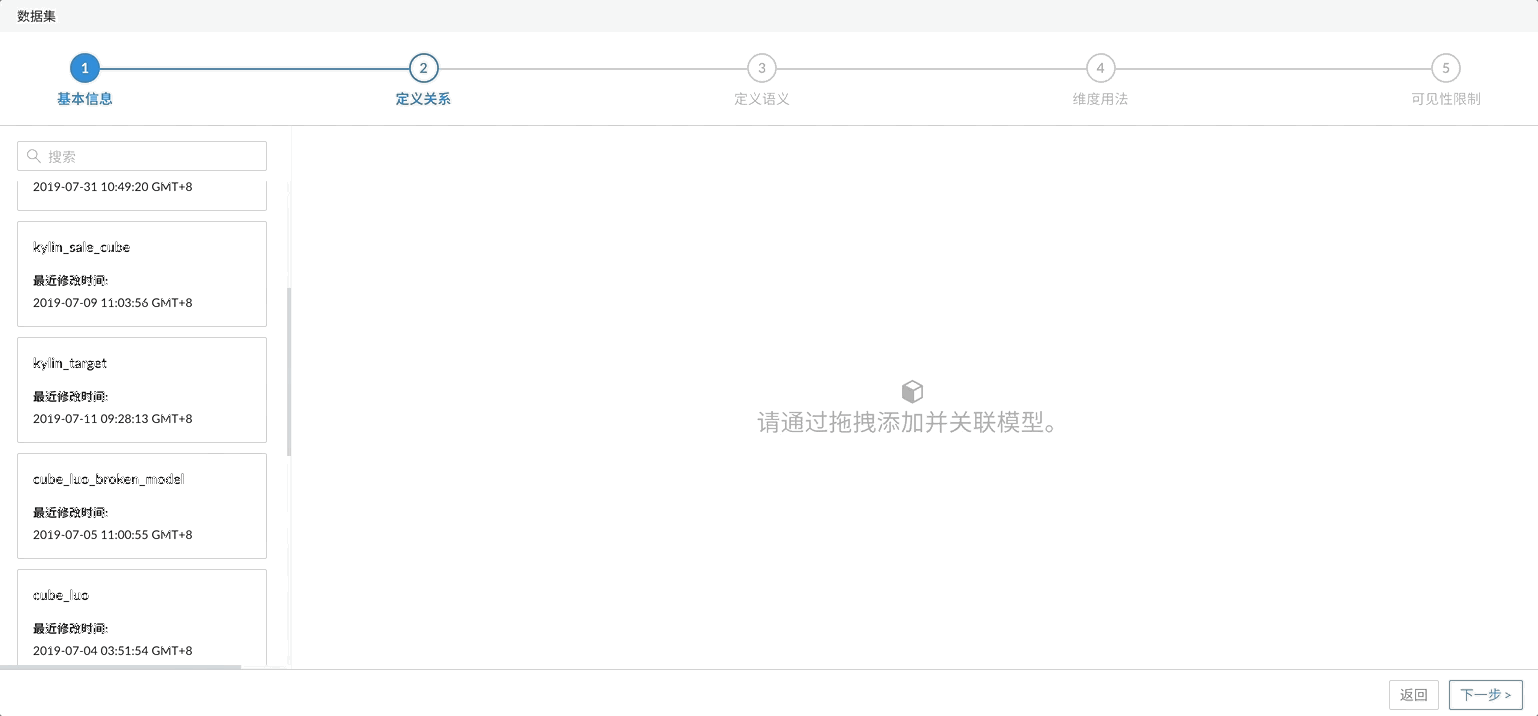 数据集
1
基本信息
2
定义关系
3
定义语义
4
维度用法
5
可见性限制
搜索
2019-07-31 10:49:20 GMT+8
kylin_sale_cube
最近修改时间:
2019-07-09 11:03:56 GMT+8
kylin_target
最近修改时间:
2019-07-11 09:28:13 GMT+8
cube_luo_broken_model
最近修改时间:
2019-07-05 11:00:55 GMT+8
cube_luo
最近修改时间:
2019-07-04 03:51:54 GMT+8
请通过拖拽添加并关联模型。
返回
下一步 >